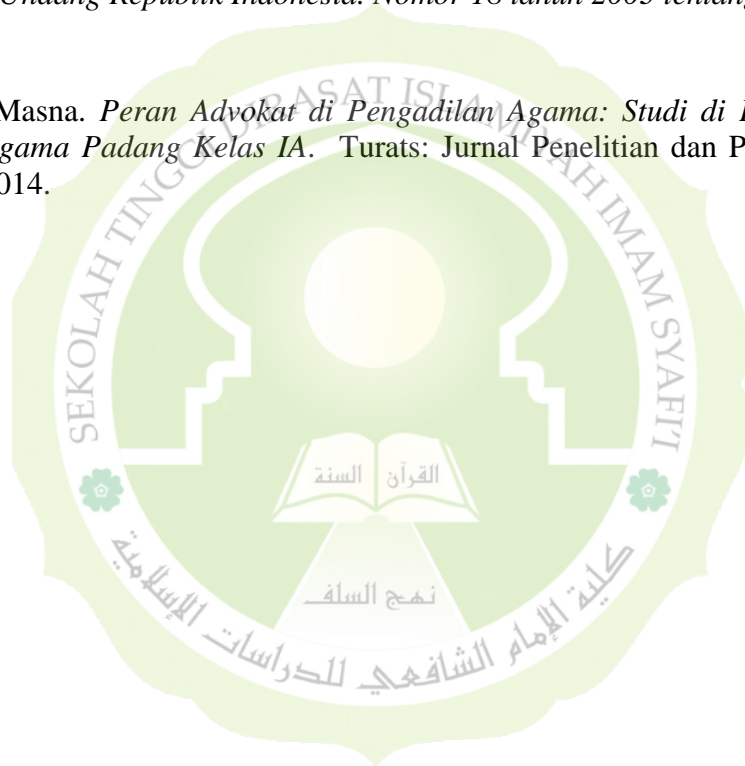 Undang Republik Indonesia. Nomor 18 tahun 2003 tentang
Masna. Peran Advokat di Pengadilan Agama: Studi di
gama Padang Kelas IA. Turats: Jurnal Penelitian dan P
014.
SEKOLAH TINGGI DIRASAT ISLAMIYAH IMAM SYAFI'I
القرآن السنة
نهج السلف
كلية الإمام الشافعي للدراسات الإسلامية